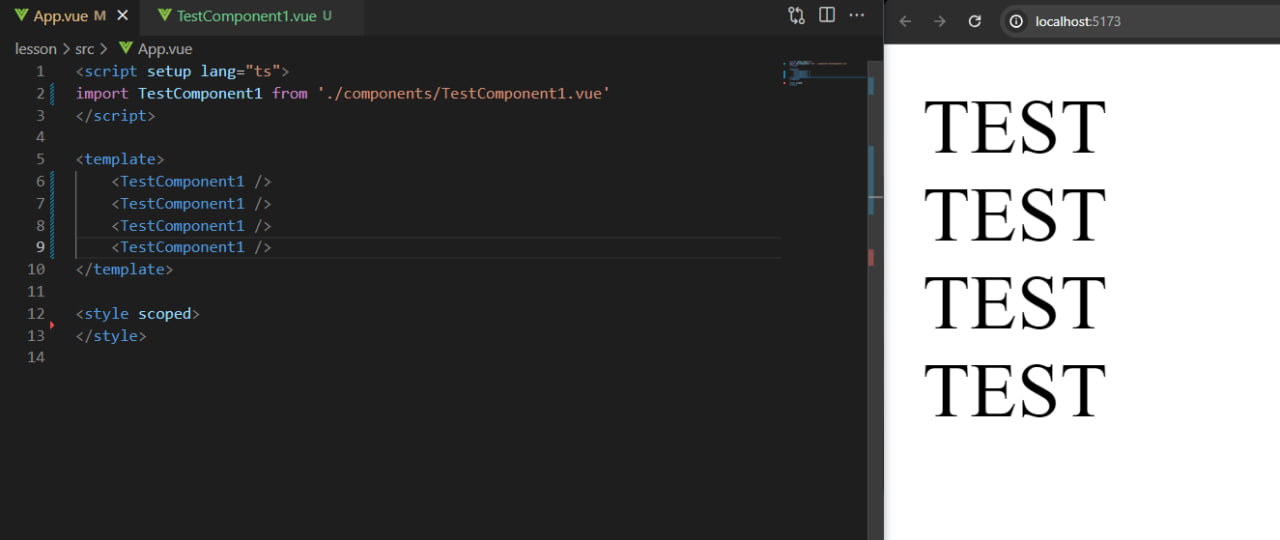 App.vue M
TestComponent1.vue U
lesson > src > App.vue
1 <script setup lang="ts">
2 import TestComponent1 from './components/TestComponent1.vue'
3 </script>
4
5 <template>
6     <TestComponent1 />
7     <TestComponent1 />
8     <TestComponent1 />
9     <TestComponent1 />
10 </template>
11
12 <style scoped>
13 </style>
14
localhost:5173
TEST
TEST
TEST
TEST